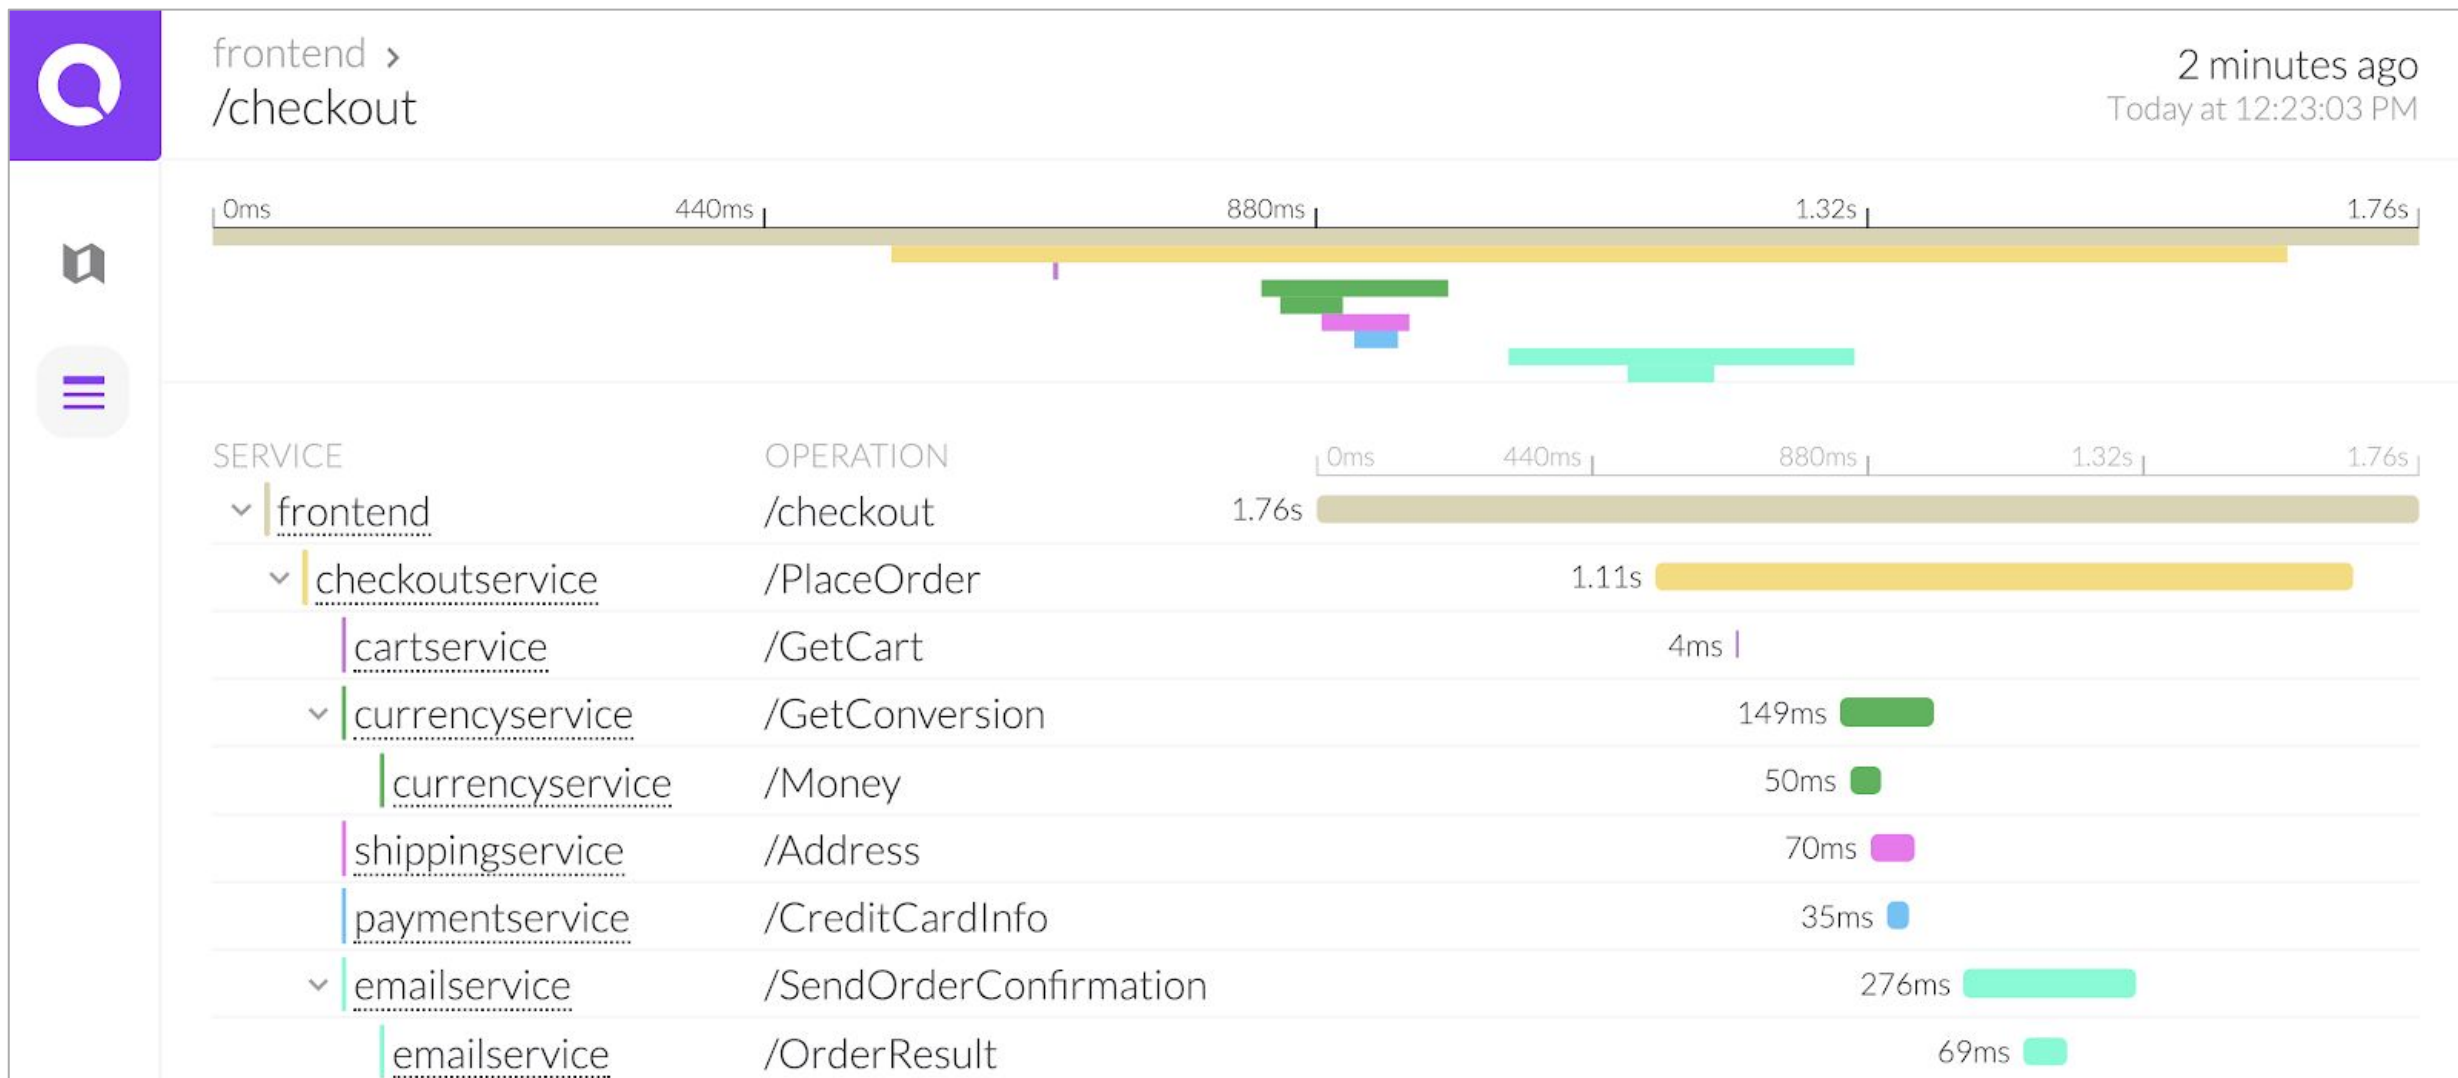 frontend >
/checkout
2 minutes ago
Today at 12:23:03 PM
0ms 440ms 880ms 1.32s 1.76s
SERVICE OPERATION 0ms 440ms 880ms 1.32s 1.76s
frontend /checkout 1.76s
checkoutservice /PlaceOrder 1.11s
cartservice /GetCart 4ms
currencyservice /GetConversion 149ms
currencyservice /Money 50ms
shippingservice /Address 70ms
paymentservice /CreditCardInfo 35ms
emailservice /SendOrderConfirmation 276ms
emailservice /OrderResult 69ms